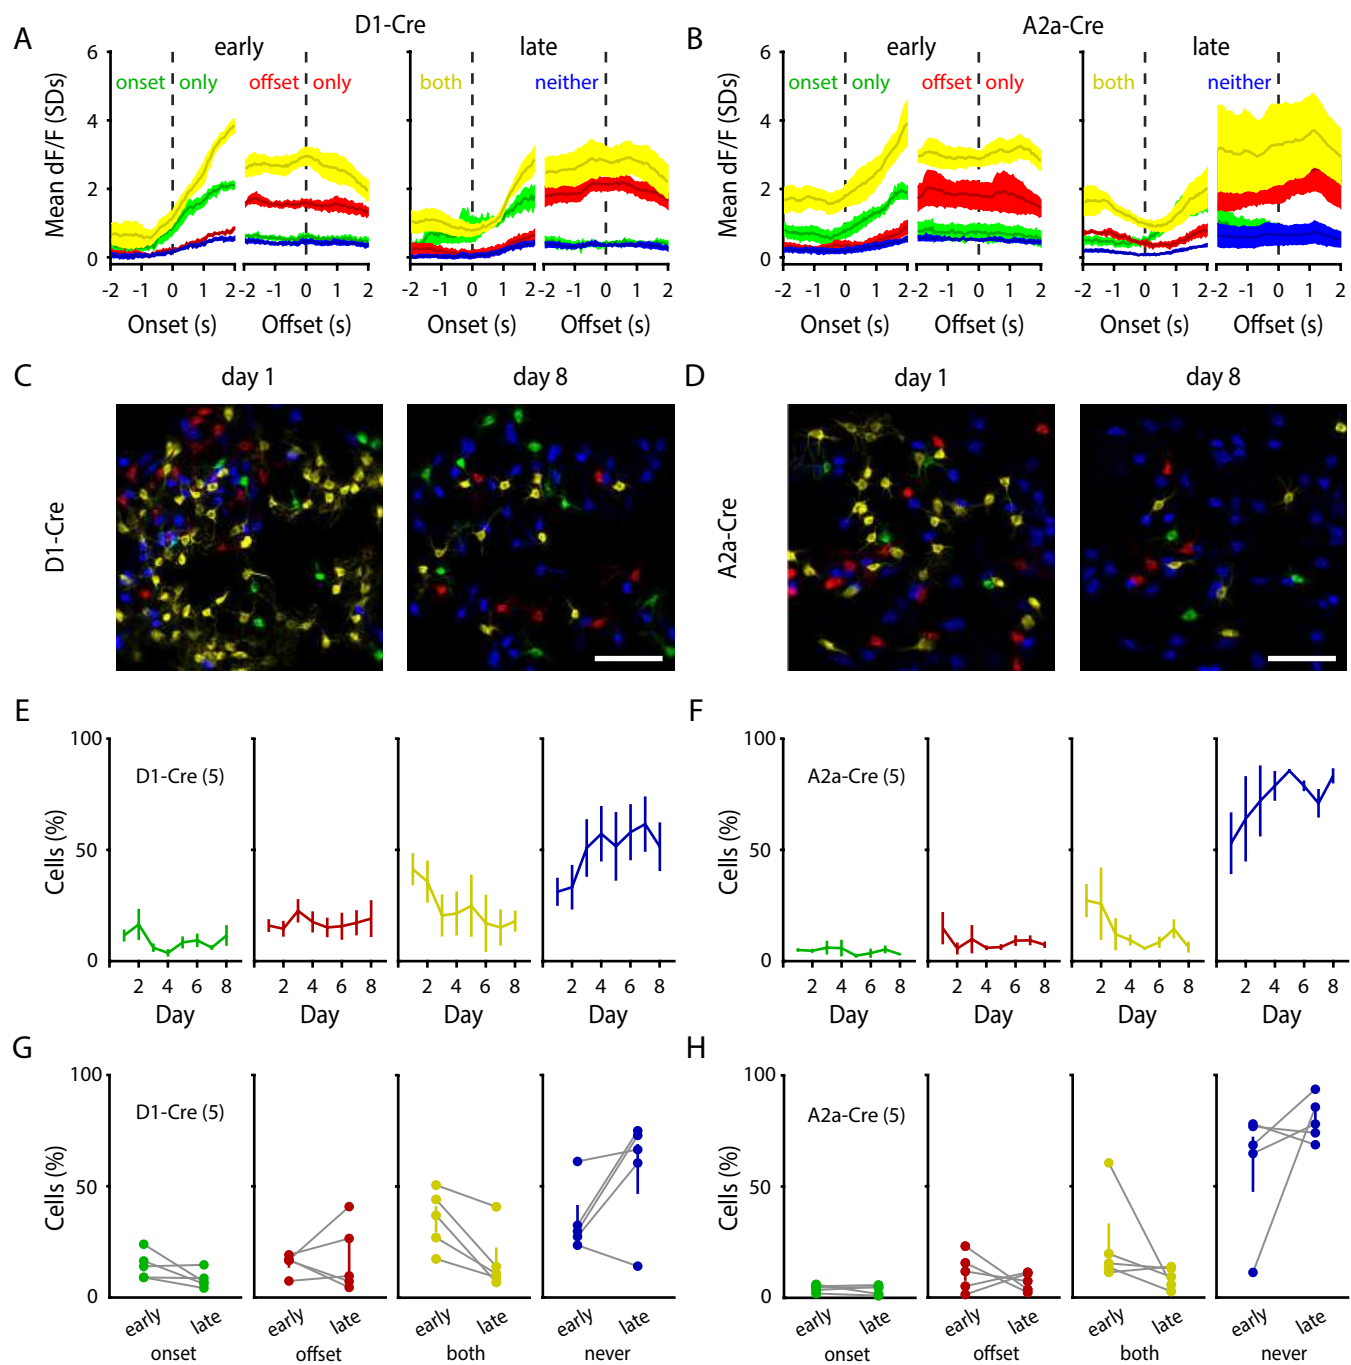 D1-Cre
A2a-Cre
A
early
late
B
early
late
6
4
2
0
Mean dF/F (SDs)
onset only
offset only
both
neither
-2 -1 0 1 2
-2 -1 0 1 2
-2 -1 0 1 2
-2 -1 0 1 2
Onset (s)
Offset (s)
Onset (s)
Offset (s)
6
4
2
0
Mean dF/F (SDs)
onset only
offset only
both
neither
-2 -1 0 1 2
-2 -1 0 1 2
-2 -1 0 1 2
-2 -1 0 1 2
Onset (s)
Offset (s)
Onset (s)
Offset (s)
C
day 1
day 8
D1-Cre
D
day 1
day 8
A2a-Cre
E
100
50
0
Cells (%)
D1-Cre (5)
2 4 6 8
2 4 6 8
2 4 6 8
2 4 6 8
Day
Day
Day
Day
F
100
50
0
Cells (%)
A2a-Cre (5)
2 4 6 8
2 4 6 8
2 4 6 8
2 4 6 8
Day
Day
Day
Day
G
100
50
0
Cells (%)
D1-Cre (5)
early late
early late
early late
early late
onset
offset
both
never
H
100
50
0
Cells (%)
A2a-Cre (5)
early late
early late
early late
early late
onset
offset
both
never